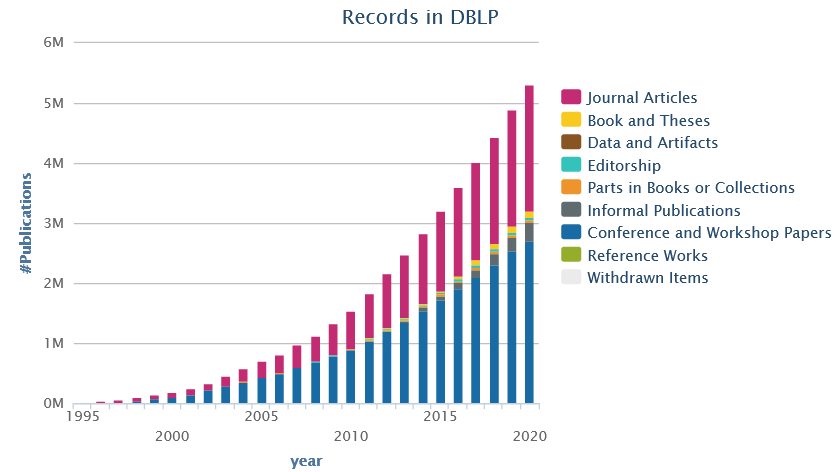 Records in DBLP
6M
5M
4M
3M
2M
1M
0M
#Publications
1995
2000
2005
2010
2015
2020
year
Journal Articles
Book and Theses
Data and Artifacts
Editorship
Parts in Books or Collections
Informal Publications
Conference and Workshop Papers
Reference Works
Withdrawn Items